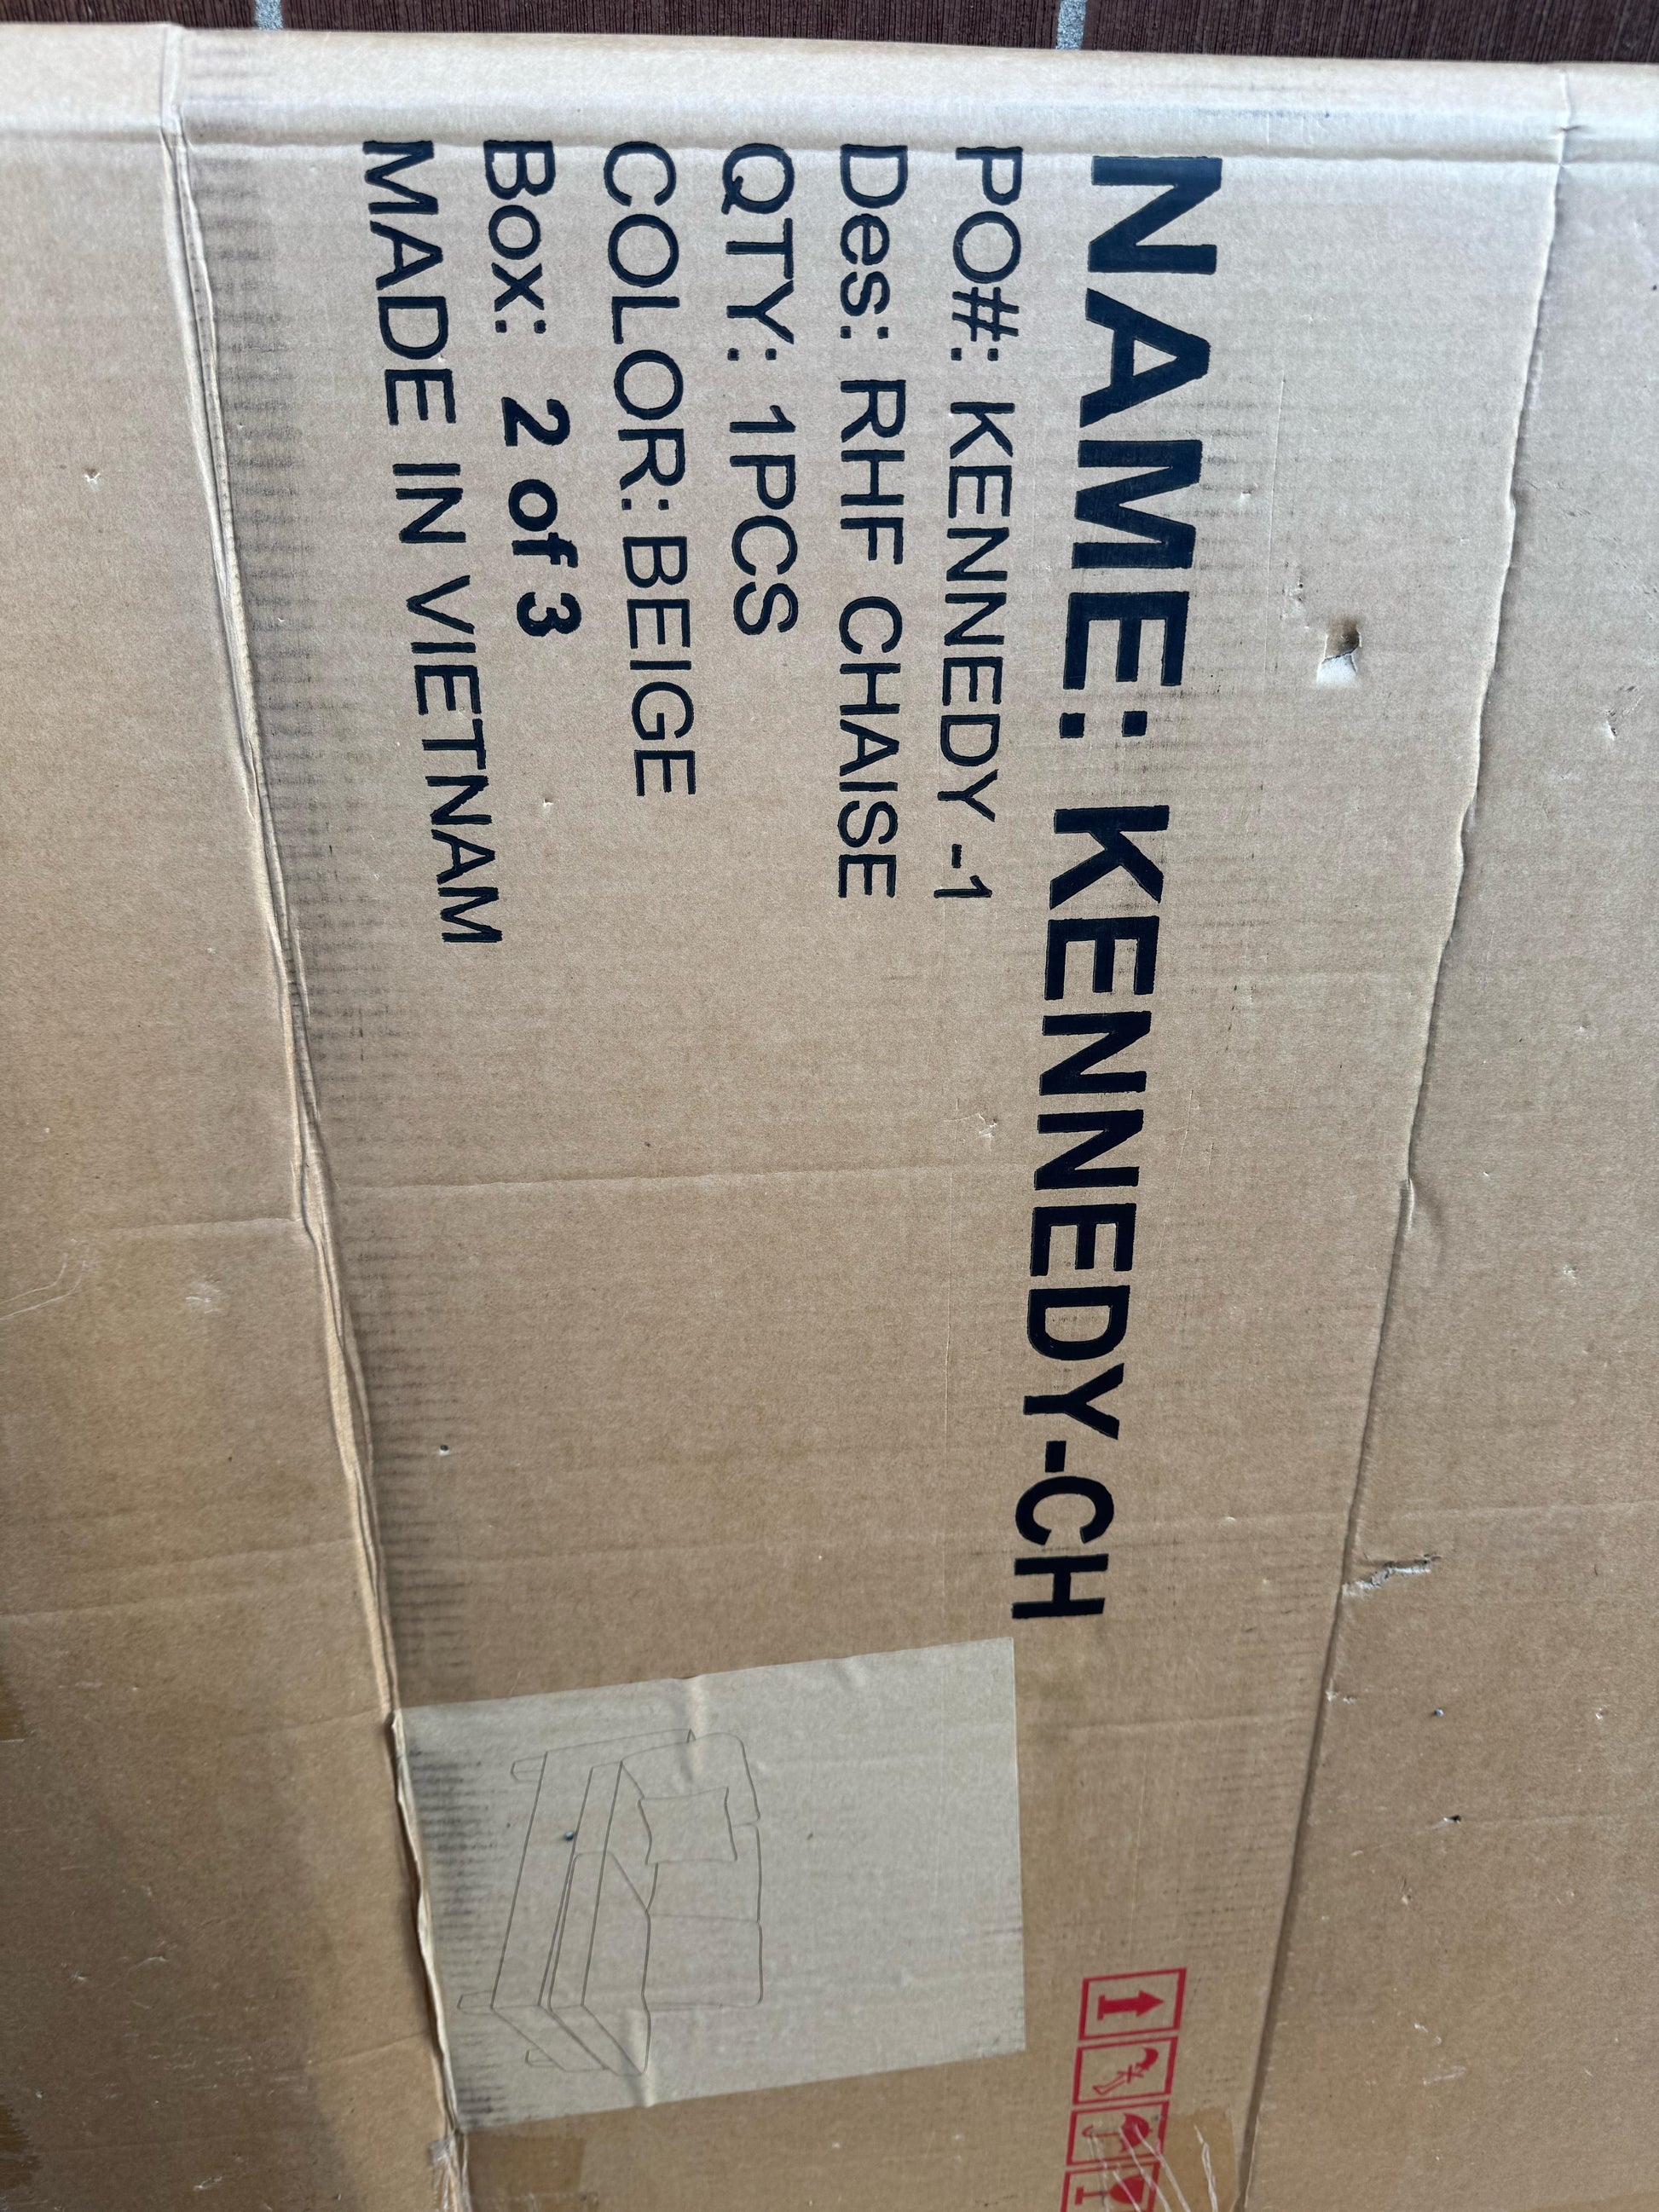 NAME: KENNEDY-CH
PO#: KENNEDY -1
Des: RHF CHAISE
QTY: 1PCS
COLOR: BEIGE
Box: 2 of 3
MADE IN VIETNAM